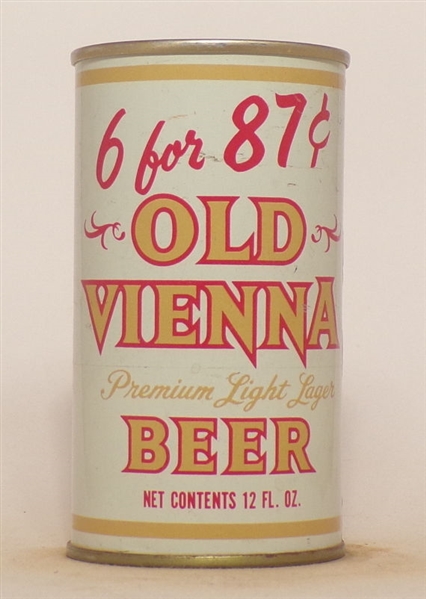 6 for 87¢
OLD
VIENNA
Premium Light Lager
BEER
NET CONTENTS 12 FL. OZ.